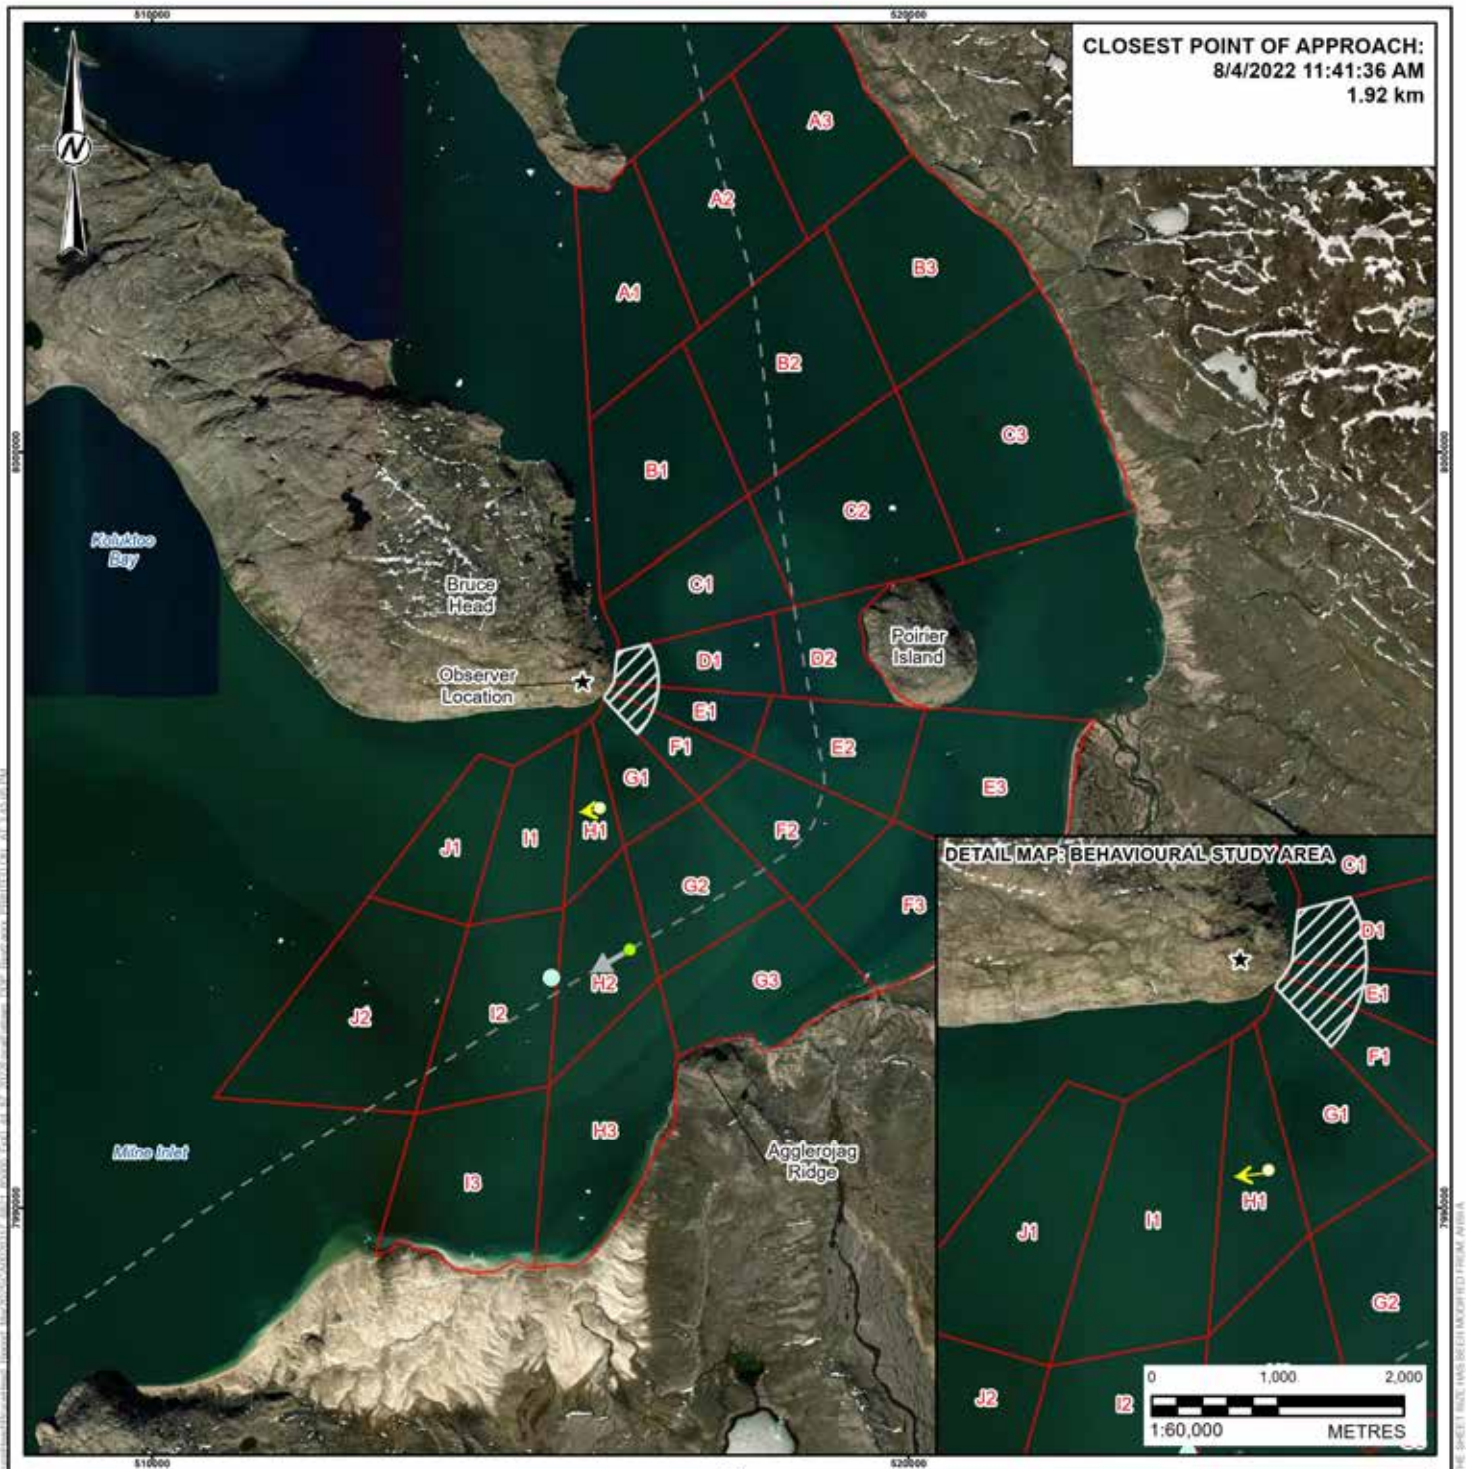 510000
520000
CLOSEST POINT OF APPROACH:
8/4/2022 11:41:36 AM
1.92 km
N
A3
A2
B3
A1
B2
8000000
8000000
C3
B1
C2
Koluktoo
Bay
Bruce
Head
C1
Poirier
Island
D1
D2
Observer
Location
E1
F1
E2
G1
E3
H1
I1
F2
J1
G2
F3
DETAIL MAP: BEHAVIOURAL STUDY AREA
C1
D1
E1
F1
H2
G3
J2
I2
G1
H1
J1
I1
H3
Agglerojag
Ridge
Milne Inlet
I3
7990000
7990000
G2
J2
I2
0 1,000 2,000
1:60,000 METRES
510000
520000